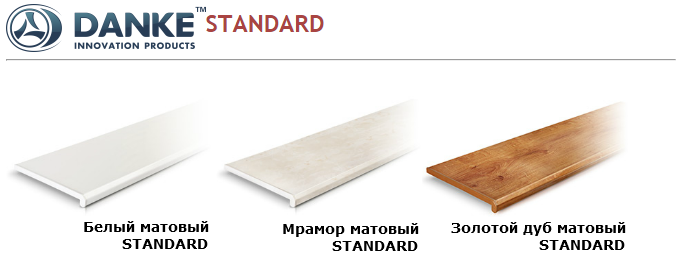 DANKE™ STANDARD
INNOVATION PRODUCTS
Белый матовый
STANDARD
Мрамор матовый
STANDARD
Золотой дуб матовый
STANDARD